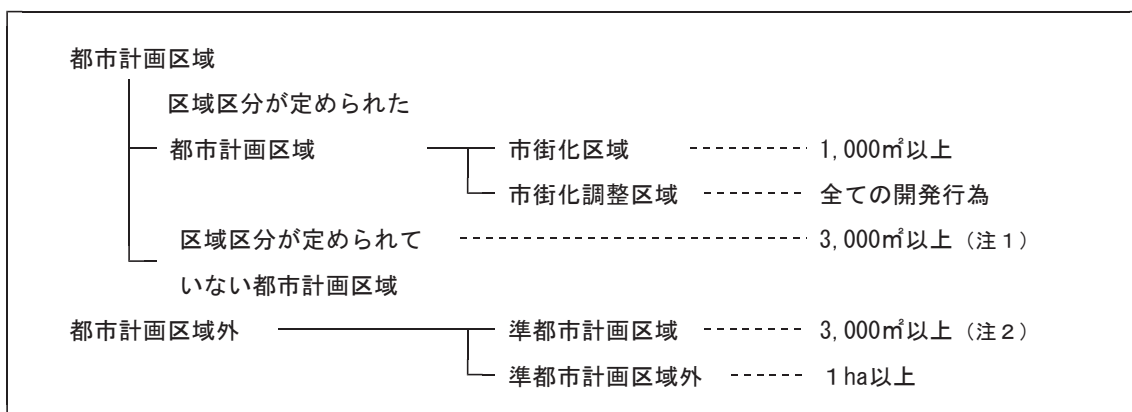 都市計画区域
区域区分が定められた
都市計画区域 市街化区域 1,000㎡以上
市街化調整区域 全ての開発行為
区域区分が定められて 3,000㎡以上（注１）
いない都市計画区域
都市計画区域外 準都市計画区域 3,000㎡以上（注２）
準都市計画区域外 １ha以上